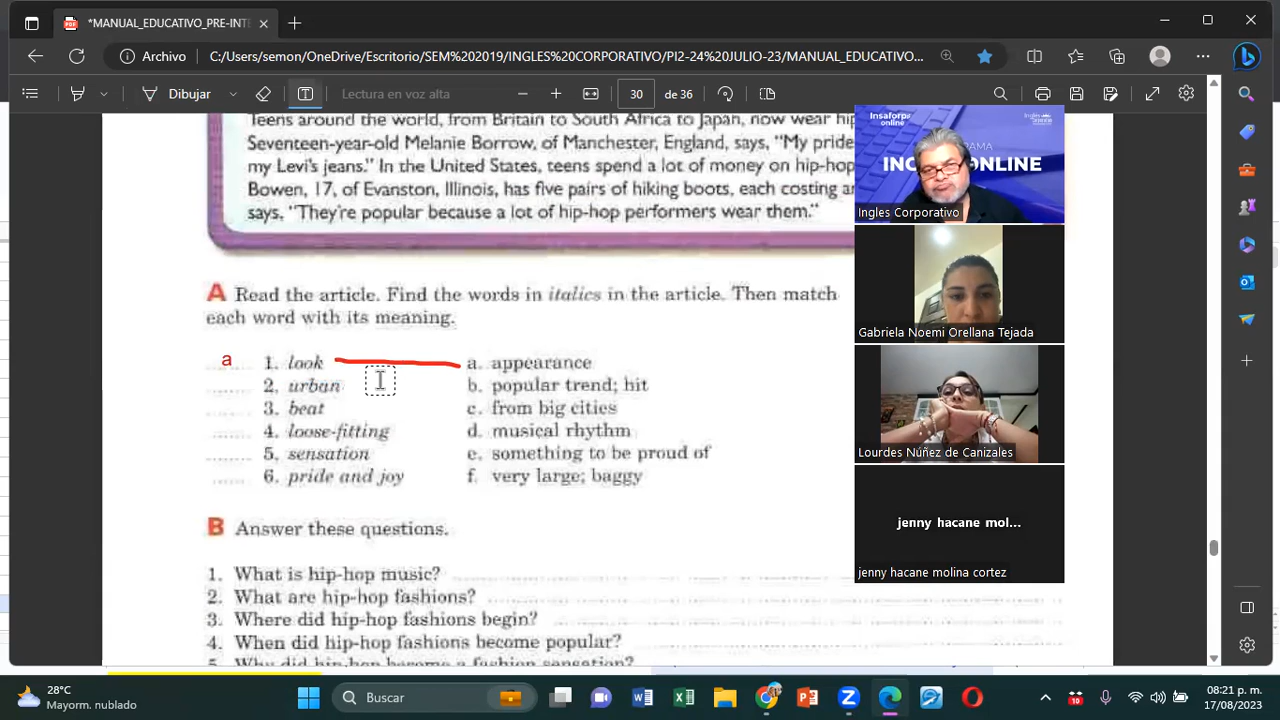 *MANUAL_EDUCATIVO_PRE-INT
Archivo
C:/Users/semon/OneDrive/Escritorio/SEM%202019/INGLES%20CORPORATIVO/PI2-24%20JULIO-23/MANUAL_EDUCATIVO...
Dibujar
Lectura en voz alta
30
de 36
Teens around the world, from Britain to South Africa to Japan, now wear hi
Seventeen-year-old Melanie Borrow, of Manchester, England, says, "My pride
my Levi's jeans." In the United States, teens spend a lot of money on hip-hop
Bowen, 17, of Evanston, Illinois, has five pairs of hiking boots, each costing a
says, "They're popular because a lot of hip-hop performers wear them."
A Read the article. Find the words in italics in the article. Then match
each word with its meaning.
a 1. look a. appearance
2. urban b. popular trend; hit
3. beat c. from big cities
4. loose-fitting d. musical rhythm
5. sensation e. something to be proud of
6. pride and joy f. very large; baggy
B Answer these questions.
1. What is hip-hop music?
2. What are hip-hop fashions?
3. Where did hip-hop fashions begin?
4. When did hip-hop fashions become popular?
5. Why did hip-hop become a fashion sensation?
Insaforp
online
Ingles Corporativo
Gabriela Noemi Orellana Tejada
Lourdes Núñez de Canizales
jenny hacane mol...
jenny hacane molina cortez
28°C
Mayorm. nublado
Buscar
08:21 p. m.
17/08/2023